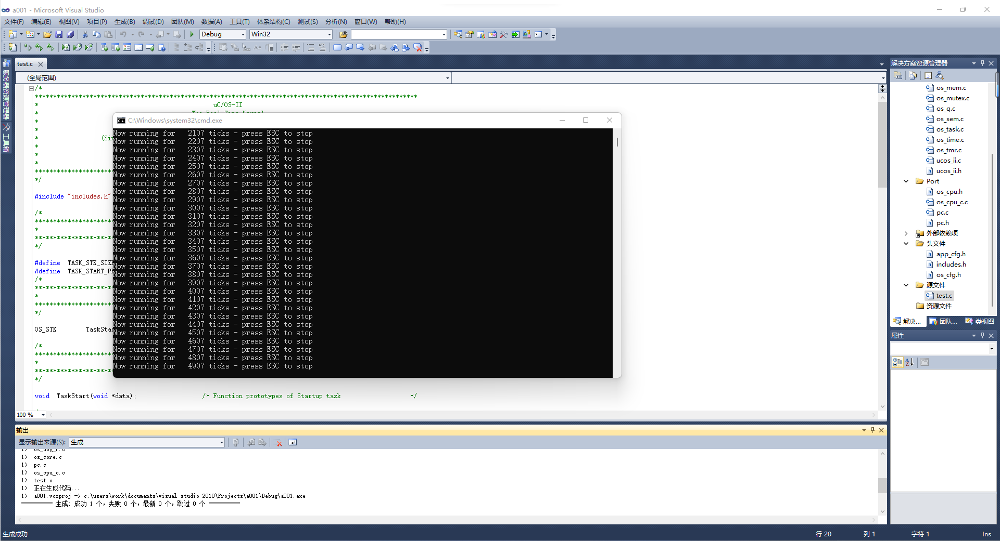 a001 - Microsoft Visual Studio
文件(F) 编辑(E) 视图(V) 项目(P) 生成(B) 调试(D) 团队(M) 数据(A) 工具(T) 体系结构(C) 测试(S) 分析(N) 窗口(W) 帮助(H)
Debug Win32
服务器资源管理器
工具箱
test.c
(全局范围)
/*
*********************************************************************************************************
* uC/OS-II
* The Real-Time Kernel
*
*
* (Sin
*
*
*
*********************
*/
#include "includes.h"
/*
*********************
*
*********************
*/
#define TASK_STK_SIZE
#define TASK_START_PR
/*
*********************
*
*********************
*/
OS_STK TaskSta
/*
*********************
*
*********************
*/
void TaskStart(void *data); /* Function prototypes of Startup task */
100 %
C:\Windows\system32\cmd.exe
Now running for 2107 ticks - press ESC to stop
Now running for 2207 ticks - press ESC to stop
Now running for 2307 ticks - press ESC to stop
Now running for 2407 ticks - press ESC to stop
Now running for 2507 ticks - press ESC to stop
Now running for 2607 ticks - press ESC to stop
Now running for 2707 ticks - press ESC to stop
Now running for 2807 ticks - press ESC to stop
Now running for 2907 ticks - press ESC to stop
Now running for 3007 ticks - press ESC to stop
Now running for 3107 ticks - press ESC to stop
Now running for 3207 ticks - press ESC to stop
Now running for 3307 ticks - press ESC to stop
Now running for 3407 ticks - press ESC to stop
Now running for 3507 ticks - press ESC to stop
Now running for 3607 ticks - press ESC to stop
Now running for 3707 ticks - press ESC to stop
Now running for 3807 ticks - press ESC to stop
Now running for 3907 ticks - press ESC to stop
Now running for 4007 ticks - press ESC to stop
Now running for 4107 ticks - press ESC to stop
Now running for 4207 ticks - press ESC to stop
Now running for 4307 ticks - press ESC to stop
Now running for 4407 ticks - press ESC to stop
Now running for 4507 ticks - press ESC to stop
Now running for 4607 ticks - press ESC to stop
Now running for 4707 ticks - press ESC to stop
Now running for 4807 ticks - press ESC to stop
Now running for 4907 ticks - press ESC to stop
解决方案资源管理器
os_mem.c
os_mutex.c
os_q.c
os_sem.c
os_task.c
os_time.c
os_tmr.c
ucos_ii.c
ucos_ii.h
Port
os_cpu.h
os_cpu_c.c
pc.c
pc.h
外部依赖项
头文件
app_cfg.h
includes.h
os_cfg.h
源文件
test.c
资源文件
解决... 团队... 类视图
属性
输出
显示输出来源(S): 生成
1> os_dbg_r.c
1> os_core.c
1> pc.c
1> os_cpu_c.c
1> test.c
1> 正在生成代码...
1> a001.vcxproj -> c:\users\work\documents\visual studio 2010\Projects\a001\Debug\a001.exe
========== 生成: 成功 1 个，失败 0 个，最新 0 个，跳过 0 个 ==========
生成成功 行 20 列 1 字符 1 Ins